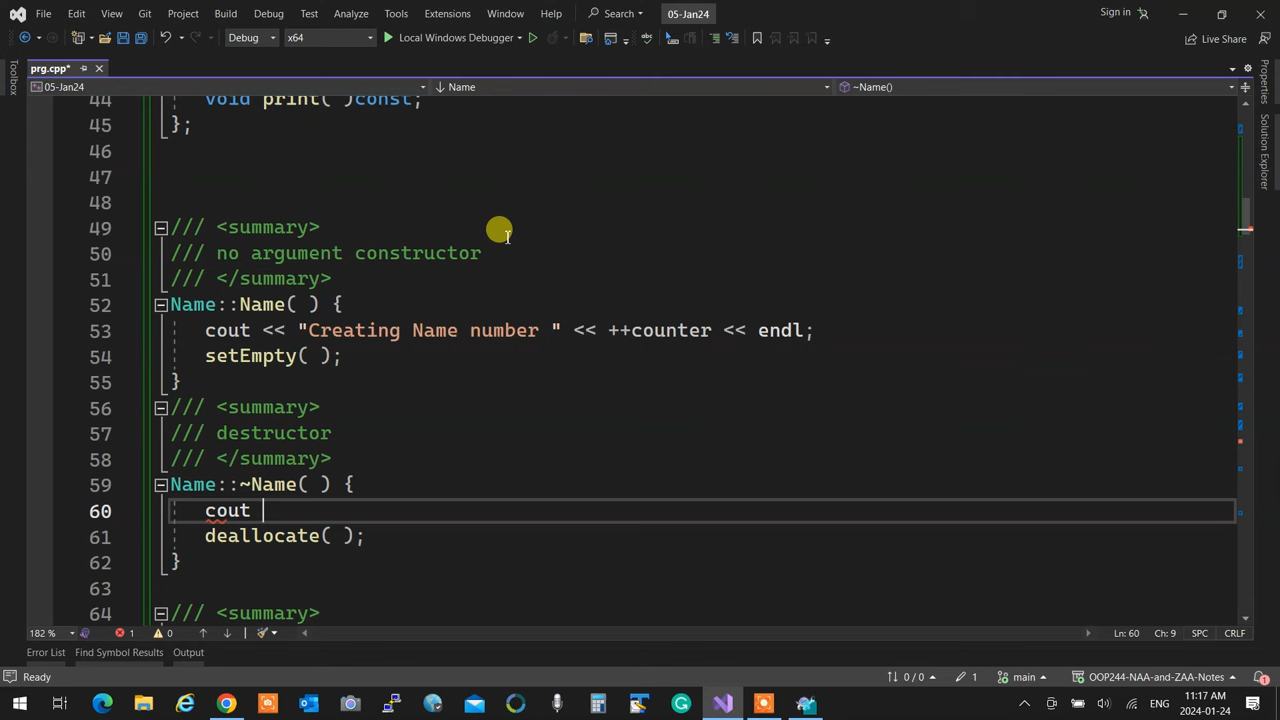 File Edit View Git Project Build Debug Test Analyze Tools Extensions Window Help Search 05-Jan24 Sign in
Debug x64 Local Windows Debugger Live Share
prg.cpp*
05-Jan24 Name ~Name()
Toolbox
Properties
Solution Explorer
44 void print( )const;
45 };
46
47
48
49 /// <summary>
50 /// no argument constructor
51 /// </summary>
52 Name::Name( ) {
53 cout << "Creating Name number " << ++counter << endl;
54 setEmpty( );
55 }
56 /// <summary>
57 /// destructor
58 /// </summary>
59 Name::~Name( ) {
60 cout
61 deallocate( );
62 }
63
64 /// <summary>
182 % 1 0 Ln: 60 Ch: 9 SPC CRLF
Error List Find Symbol Results Output
Ready 0 / 0 1 main OOP244-NAA-and-ZAA-Notes 1
ENG 11:17 AM
2024-01-24